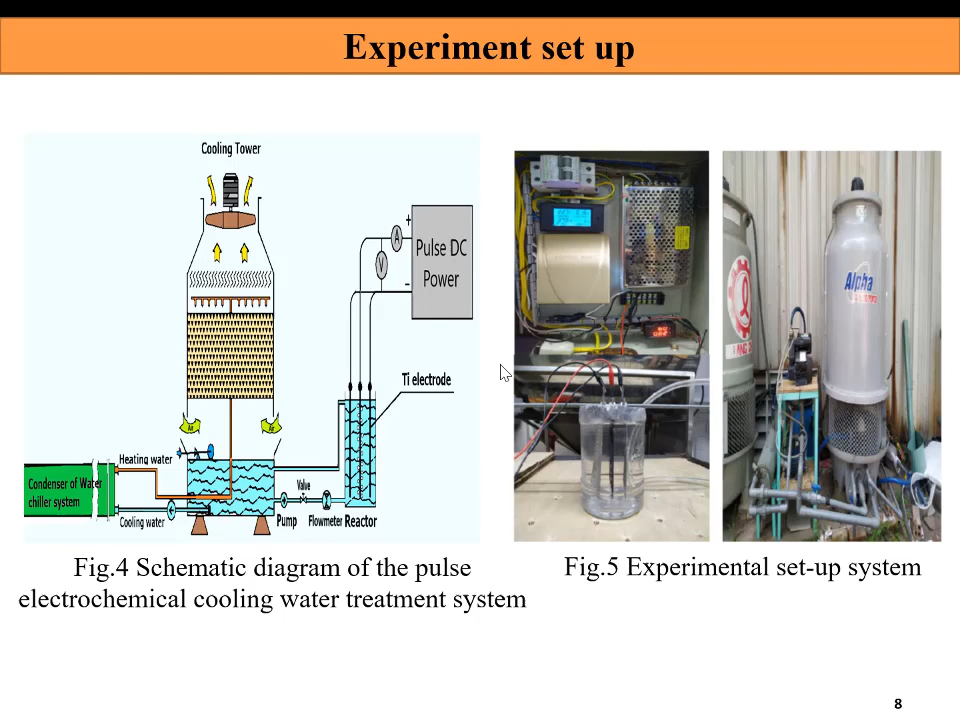 Experiment set up
Cooling Tower
+
A
V
-
Pulse DC
Power
Ti electrode
Air
Air
Heating water
Condenser of Water
chiller system
Cooling water
Valve
Pump
Flowmeter
Reactor
Alpha
Fig.4 Schematic diagram of the pulse
electrochemical cooling water treatment system
Fig.5 Experimental set-up system
8